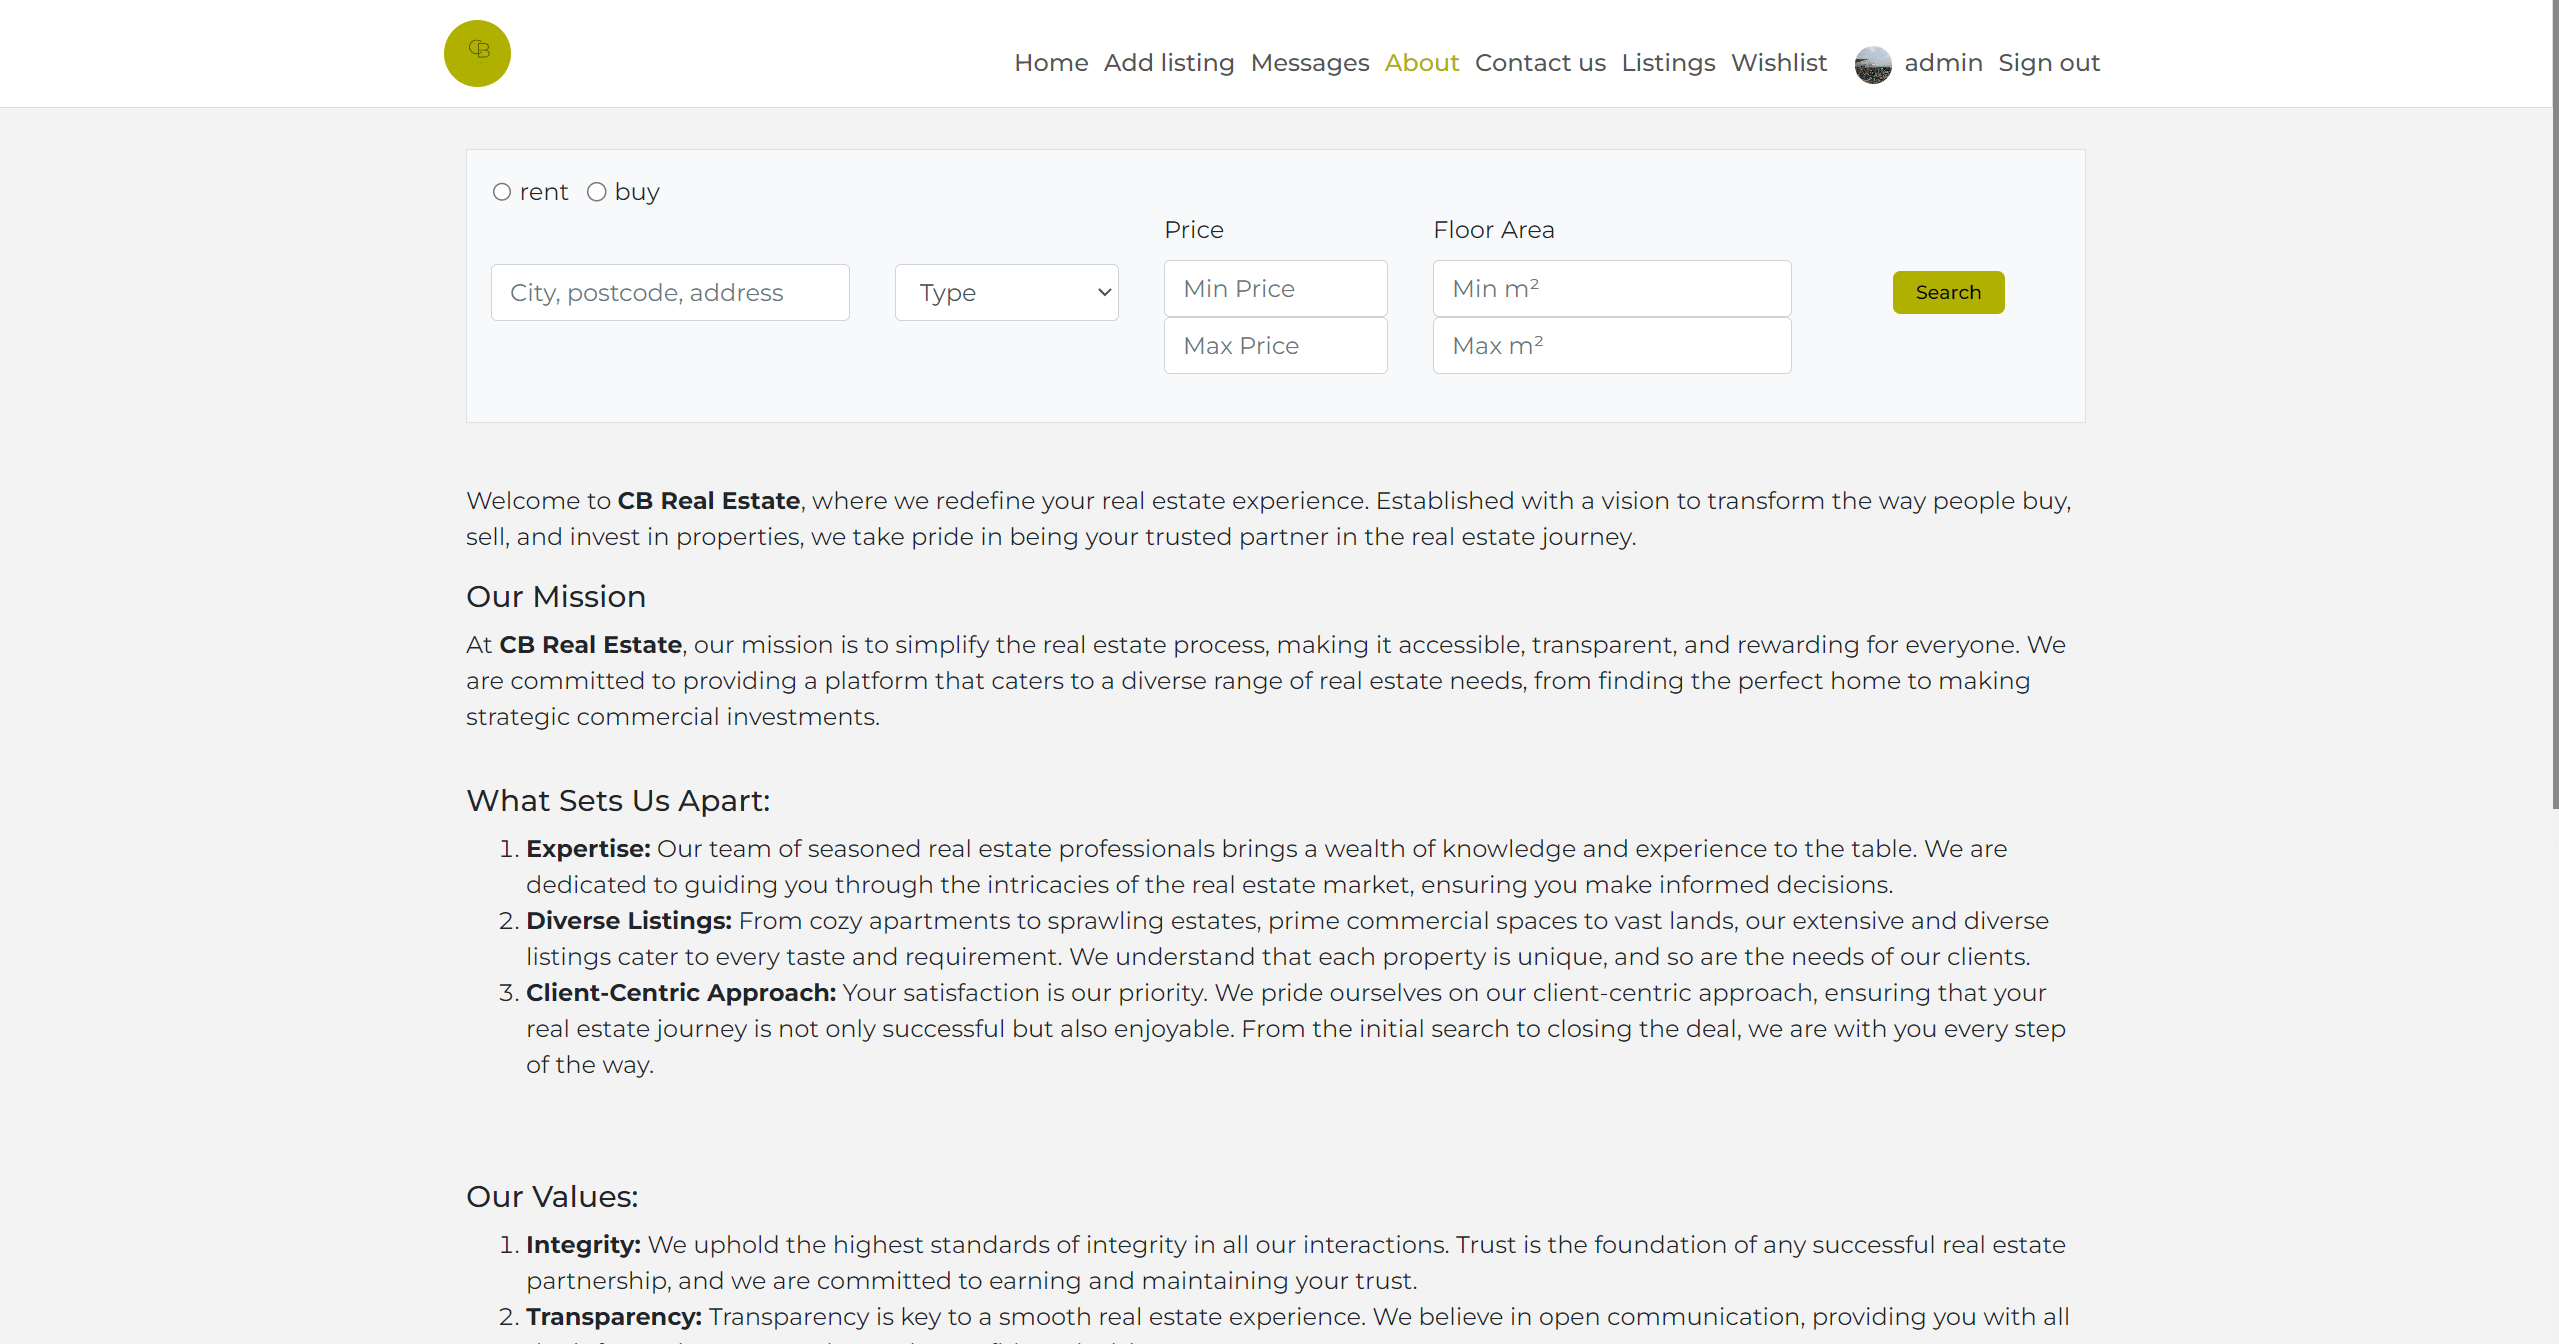 CB
Home Add listing Messages About Contact us Listings Wishlist admin Sign out
rent buy
Price Floor Area
City, postcode, address Type Min Price Min m² Search
Max Price Max m²
Welcome to CB Real Estate, where we redefine your real estate experience. Established with a vision to transform the way people buy,
sell, and invest in properties, we take pride in being your trusted partner in the real estate journey.
Our Mission
At CB Real Estate, our mission is to simplify the real estate process, making it accessible, transparent, and rewarding for everyone. We
are committed to providing a platform that caters to a diverse range of real estate needs, from finding the perfect home to making
strategic commercial investments.
What Sets Us Apart:
1. Expertise: Our team of seasoned real estate professionals brings a wealth of knowledge and experience to the table. We are
dedicated to guiding you through the intricacies of the real estate market, ensuring you make informed decisions.
2. Diverse Listings: From cozy apartments to sprawling estates, prime commercial spaces to vast lands, our extensive and diverse
listings cater to every taste and requirement. We understand that each property is unique, and so are the needs of our clients.
3. Client-Centric Approach: Your satisfaction is our priority. We pride ourselves on our client-centric approach, ensuring that your
real estate journey is not only successful but also enjoyable. From the initial search to closing the deal, we are with you every step
of the way.
Our Values:
1. Integrity: We uphold the highest standards of integrity in all our interactions. Trust is the foundation of any successful real estate
partnership, and we are committed to earning and maintaining your trust.
2. Transparency: Transparency is key to a smooth real estate experience. We believe in open communication, providing you with all